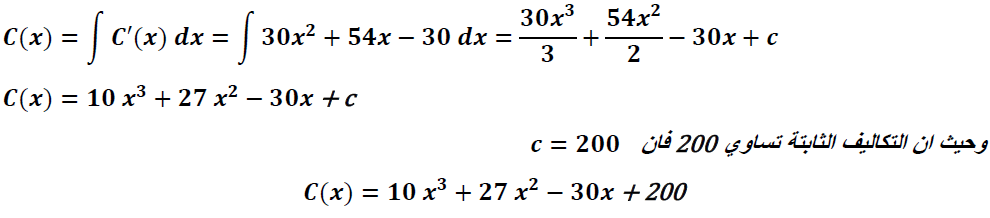 C(x) = ∫ C′(x) dx = ∫ 30x² + 54x − 30 dx = 30x³/3 + 54x²/2 − 30x + c
C(x) = 10 x³ + 27 x² − 30x + c
وحيث ان التكاليف الثابتة تساوي 200 فان c = 200
C(x) = 10 x³ + 27 x² − 30x + 200